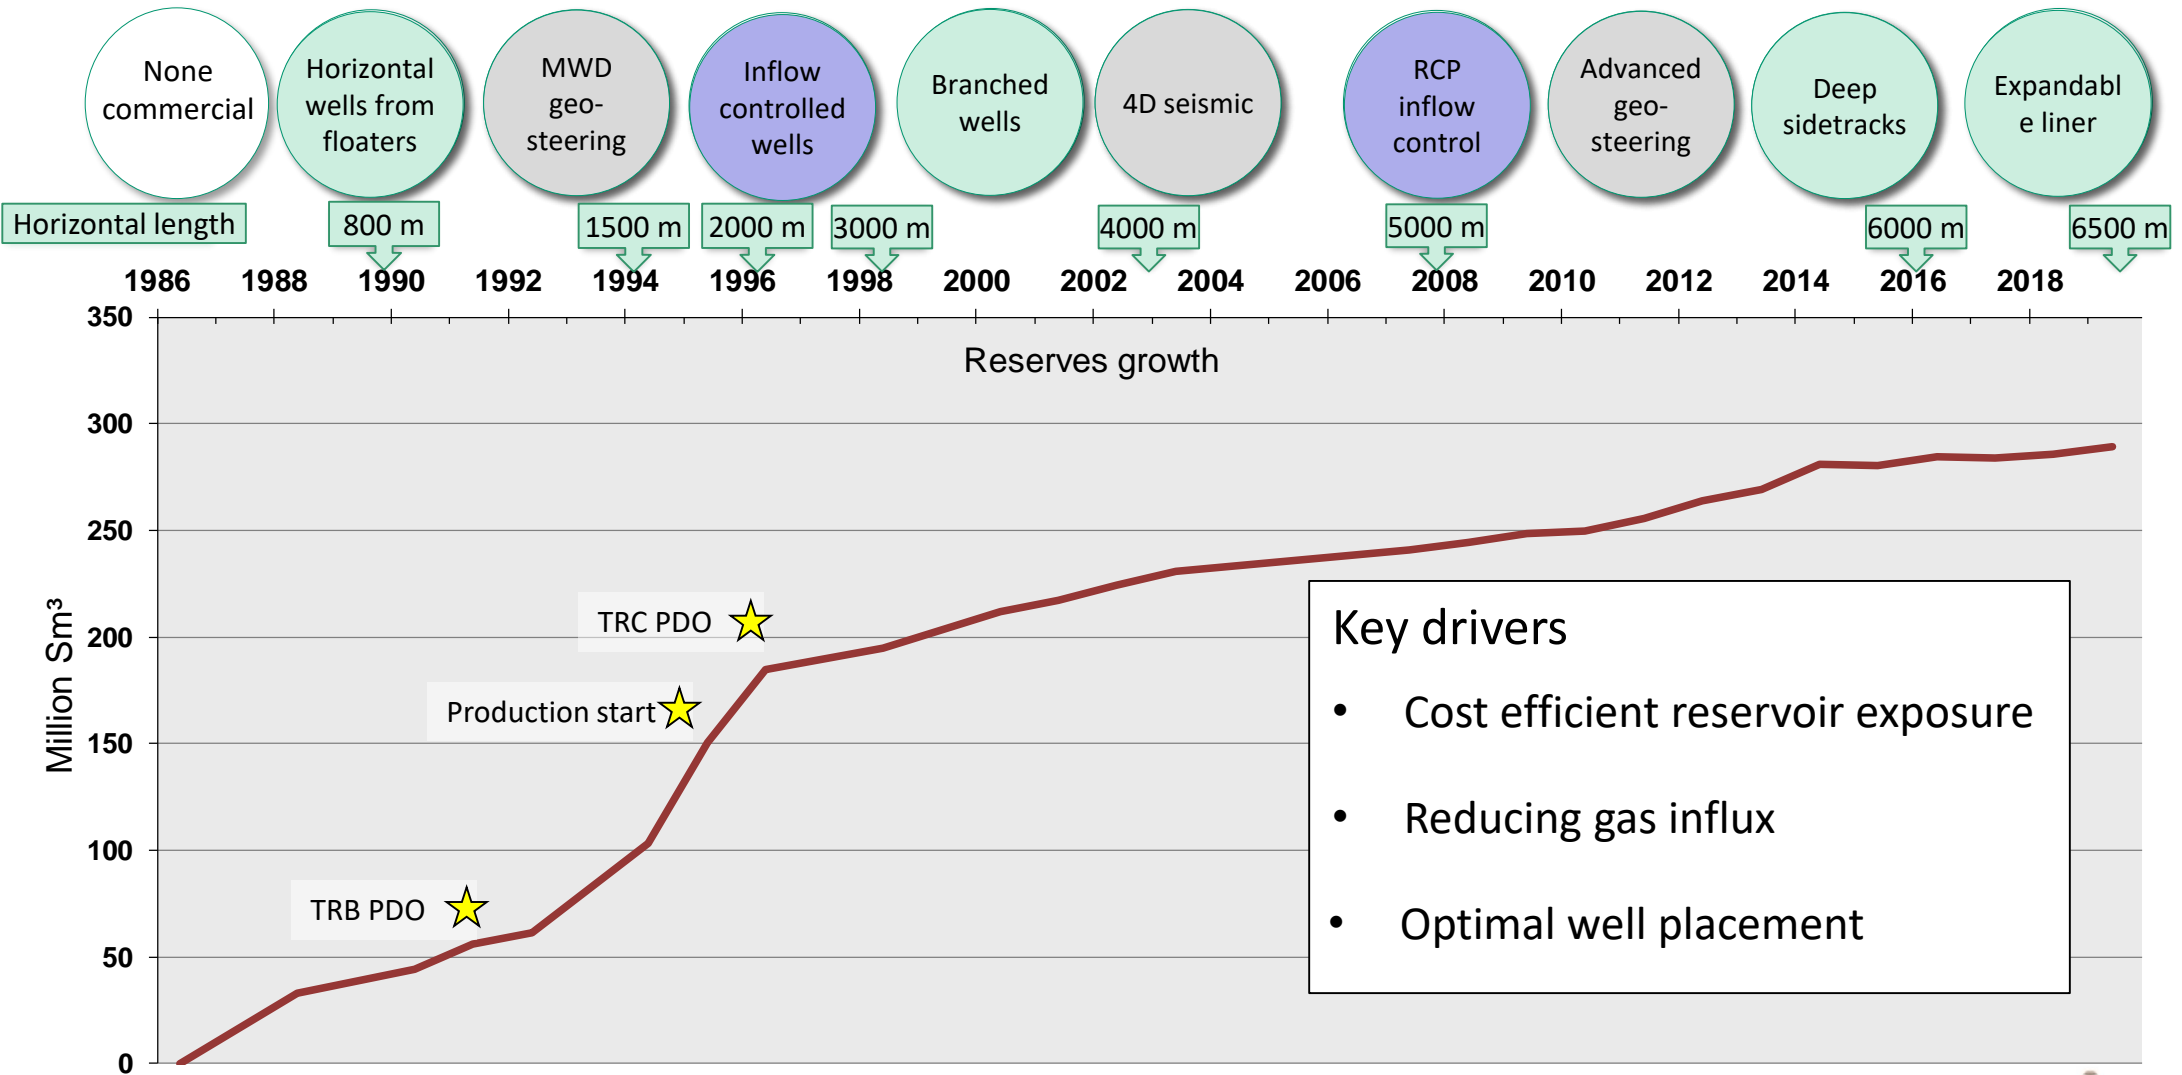 None
commercial
Horizontal
wells from
floaters
MWD
geo-
steering
Inflow
controlled
wells
Branched
wells
4D seismic
RCP
inflow
control
Advanced
geo-
steering
Deep
sidetracks
Expandabl
e liner
Horizontal length
800 m
1500 m
2000 m
3000 m
4000 m
5000 m
6000 m
6500 m
1986 1988 1990 1992 1994 1996 1998 2000 2002 2004 2006 2008 2010 2012 2014 2016 2018
Reserves growth
Million Sm³
350
300
250
200
150
100
50
0
TRC PDO
Production start
TRB PDO
Key drivers
• Cost efficient reservoir exposure
• Reducing gas influx
• Optimal well placement